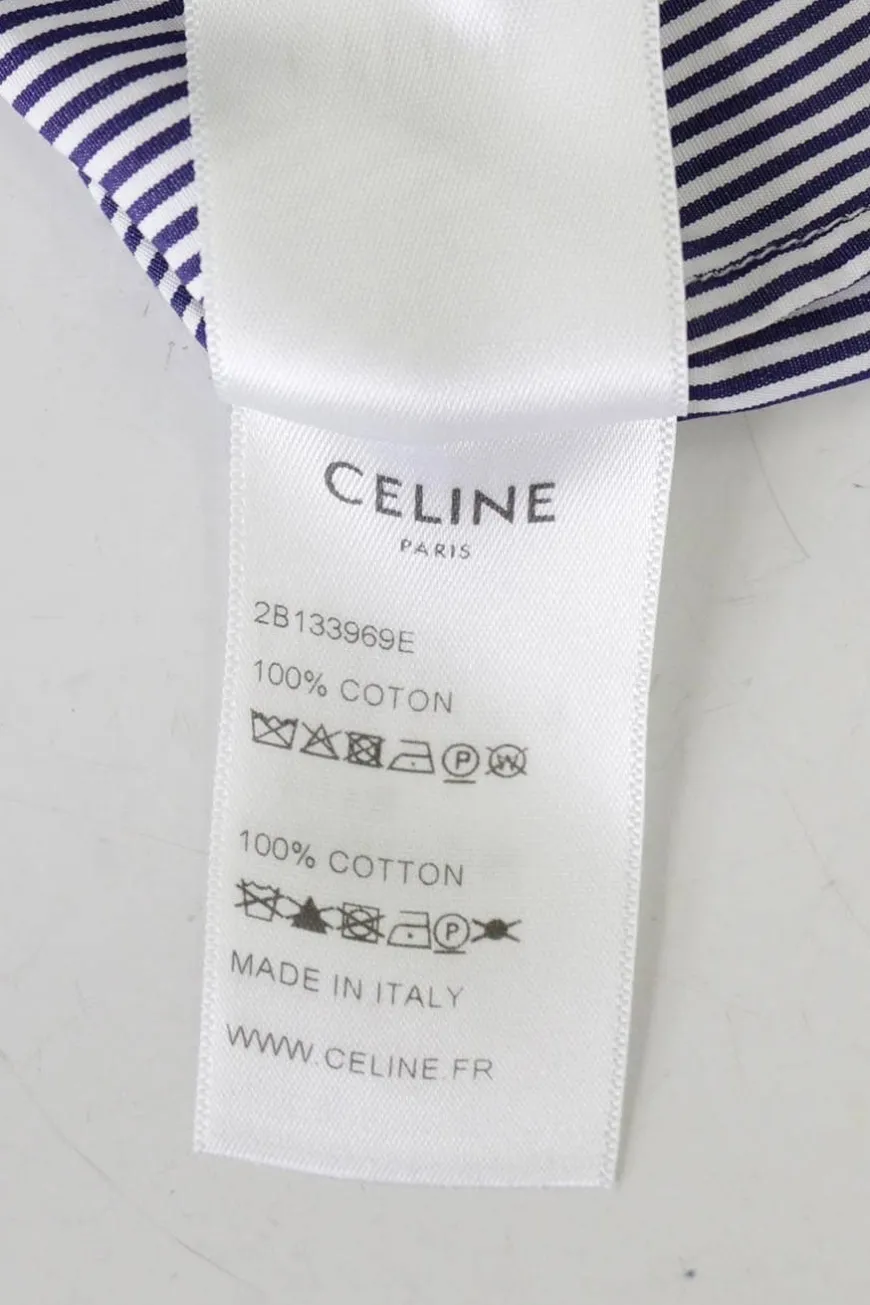 CELINE
PARIS
2B133969E
100% COTON
P W
100% COTTON
P
MADE IN ITALY
WWW.CELINE.FR